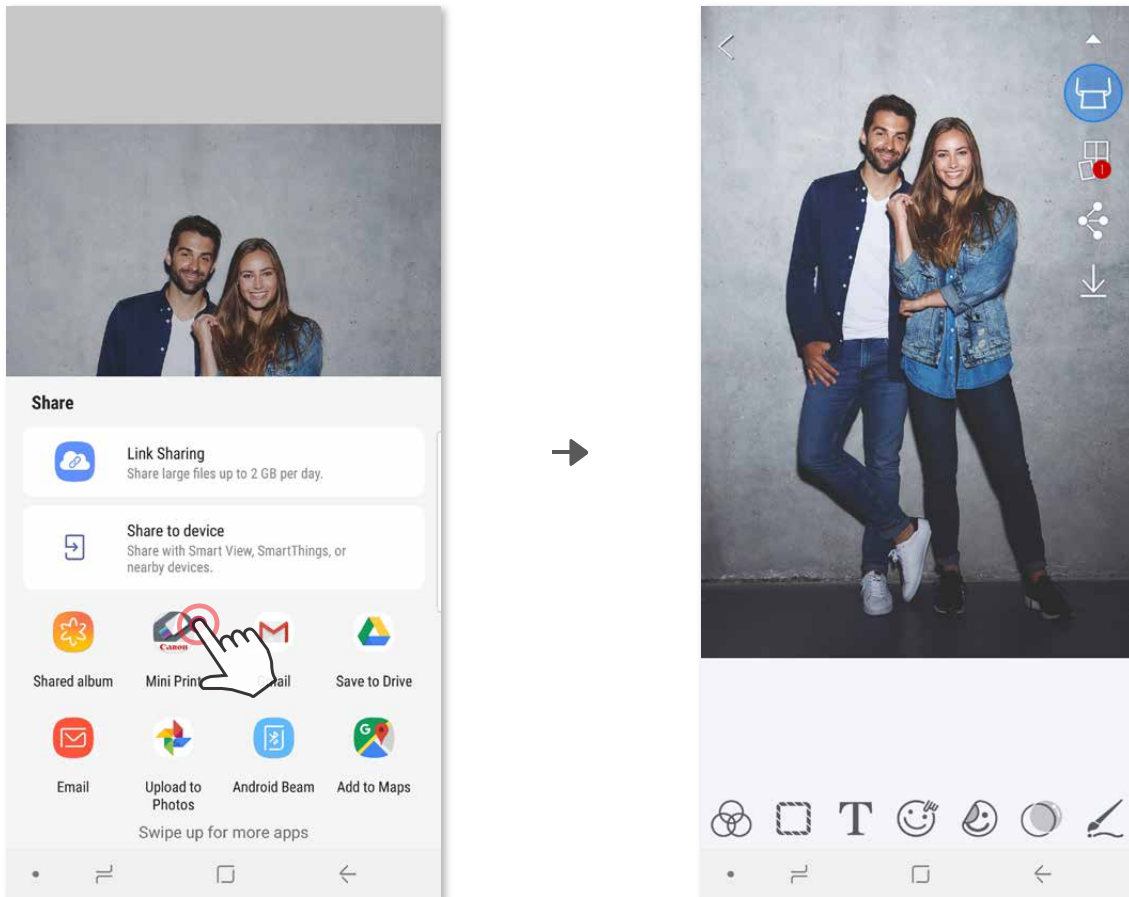 Share
Link Sharing
Share large files up to 2 GB per day.
Share to device
Share with Smart View, SmartThings, or
nearby devices.
Canon
Shared album
Mini Print
ail
Save to Drive
G
Email
Upload to
Photos
Android Beam
Add to Maps
Swipe up for more apps
1
T